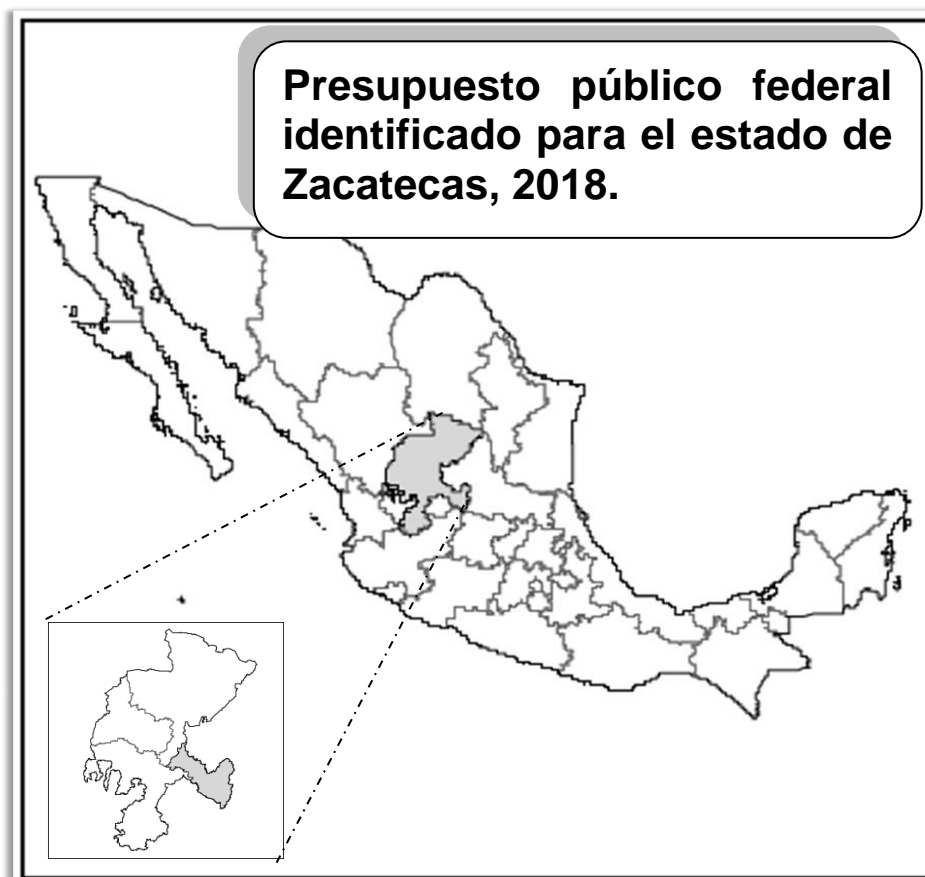 Presupuesto público federal
identificado para el estado de
Zacatecas, 2018.